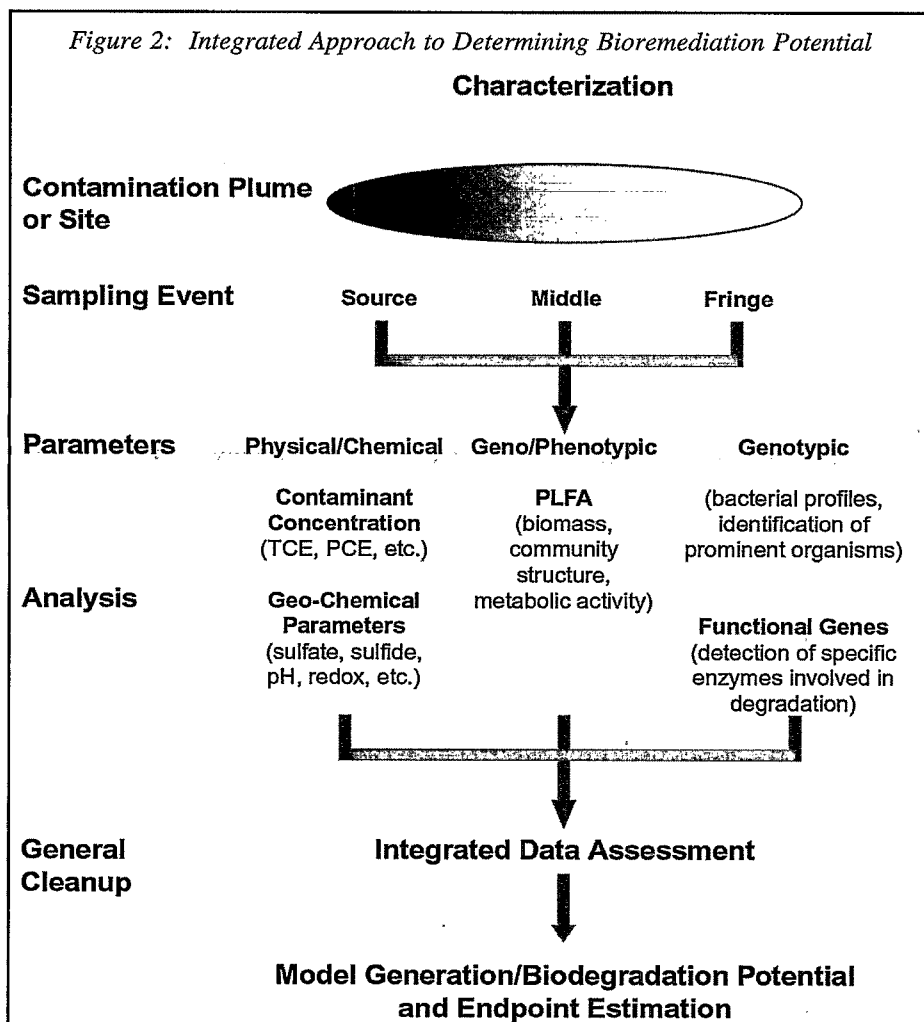 Figure 2: Integrated Approach to Determining Bioremediation Potential
Characterization
Contamination Plume
or Site
Sampling Event
Source
Middle
Fringe
Parameters
Physical/Chemical
Geno/Phenotypic
Genotypic
Contaminant
Concentration
(TCE, PCE, etc.)
PLFA
(biomass,
community
structure,
metabolic activity)
(bacterial profiles,
identification of
prominent organisms)
Analysis
Geo-Chemical
Parameters
(sulfate, sulfide,
pH, redox, etc.)
Functional Genes
(detection of specific
enzymes involved in
degradation)
General
Cleanup
Integrated Data Assessment
Model Generation/Biodegradation Potential
and Endpoint Estimation